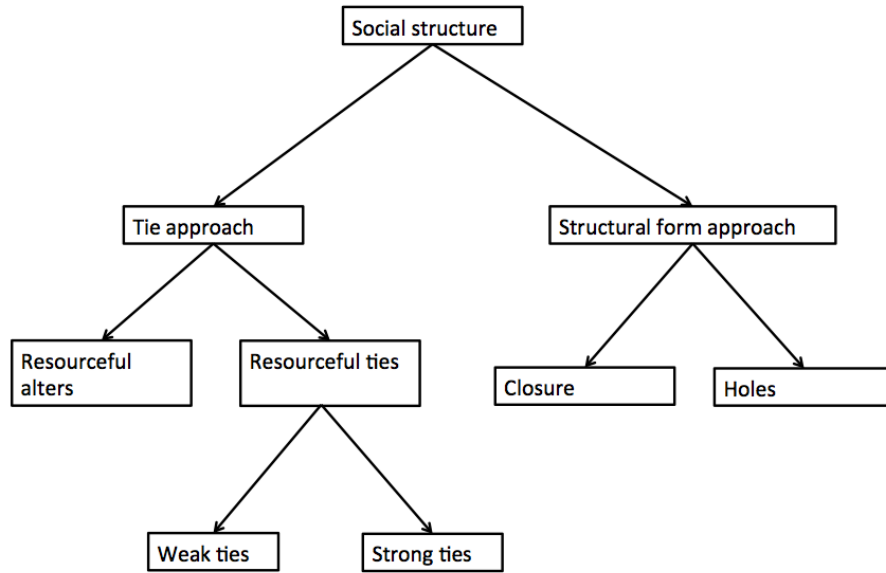 Social structure
Tie approach
Structural form approach
Resourceful
alters
Resourceful ties
Closure
Holes
Weak ties
Strong ties